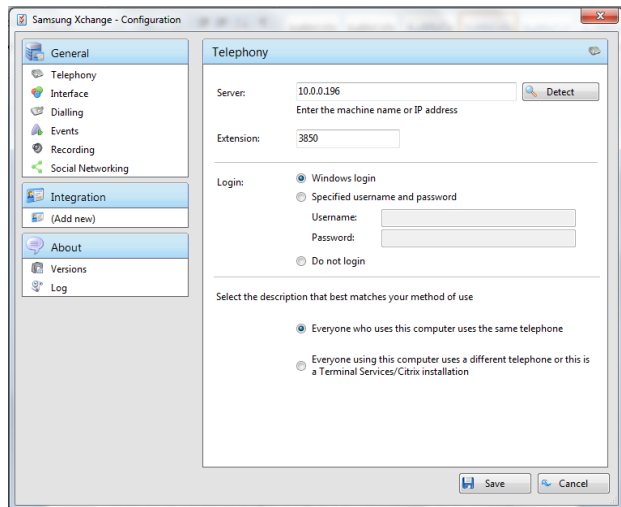 Samsung Xchange - Configuration
General
Telephony
Interface
Dialling
Events
Recording
Social Networking
Integration
(Add new)
About
Versions
Log
Telephony
Server: 10.0.0.196 Detect
Enter the machine name or IP address
Extension: 3850
Login: Windows login
Specified username and password
Username:
Password:
Do not login
Select the description that best matches your method of use
Everyone who uses this computer uses the same telephone
Everyone using this computer uses a different telephone or this is
a Terminal Services/Citrix installation
Save Cancel